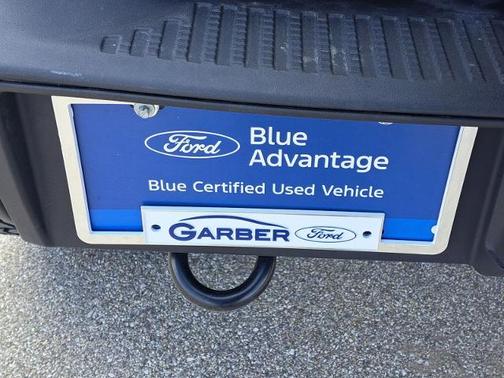 Ford Blue
Advantage
Blue Certified Used Vehicle
GARBER Ford